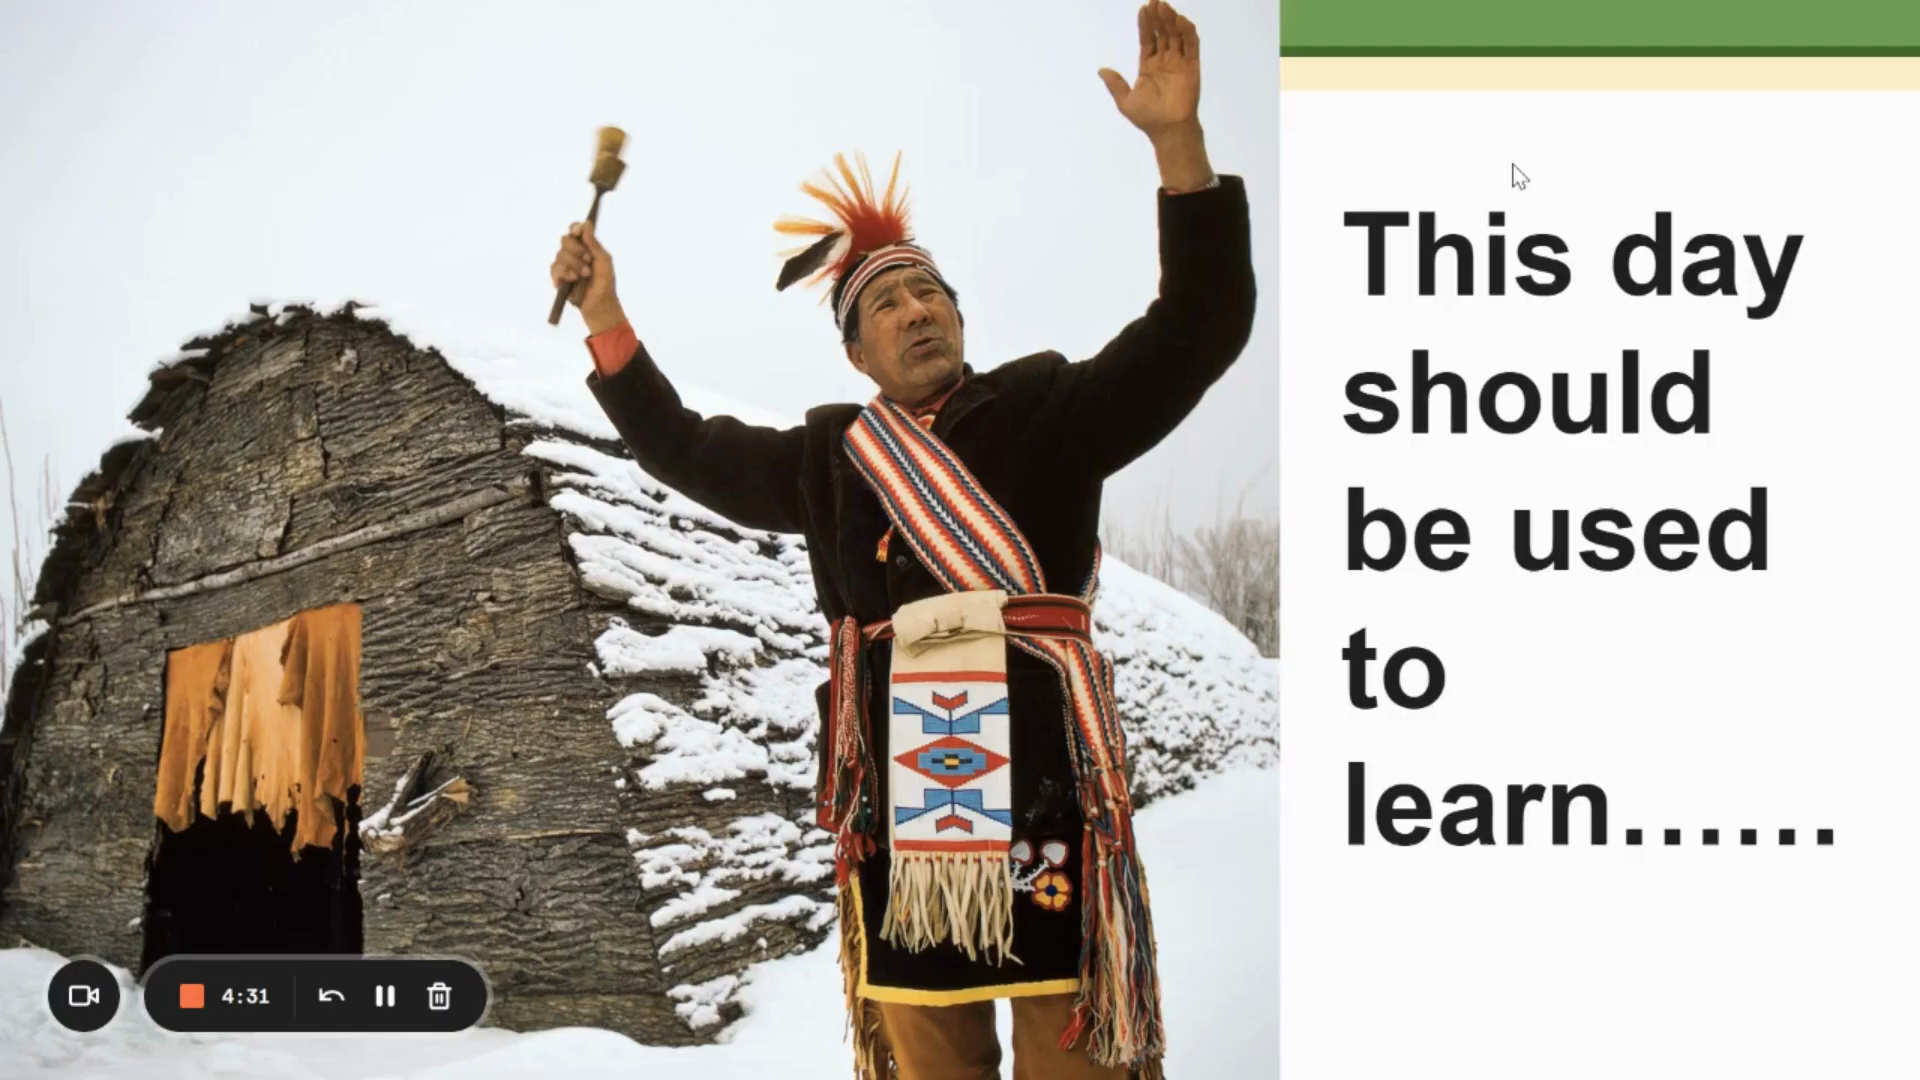 This day
should
be used
to
learn......
4:31